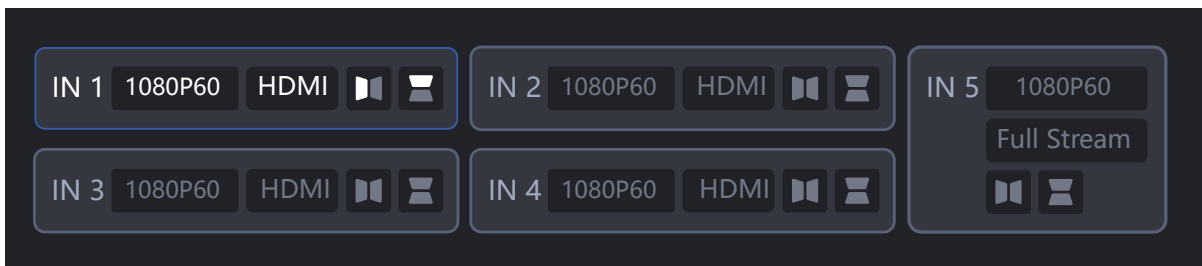 IN 1 1080P60 HDMI
IN 2 1080P60 HDMI
IN 5 1080P60
Full Stream
IN 3 1080P60 HDMI
IN 4 1080P60 HDMI